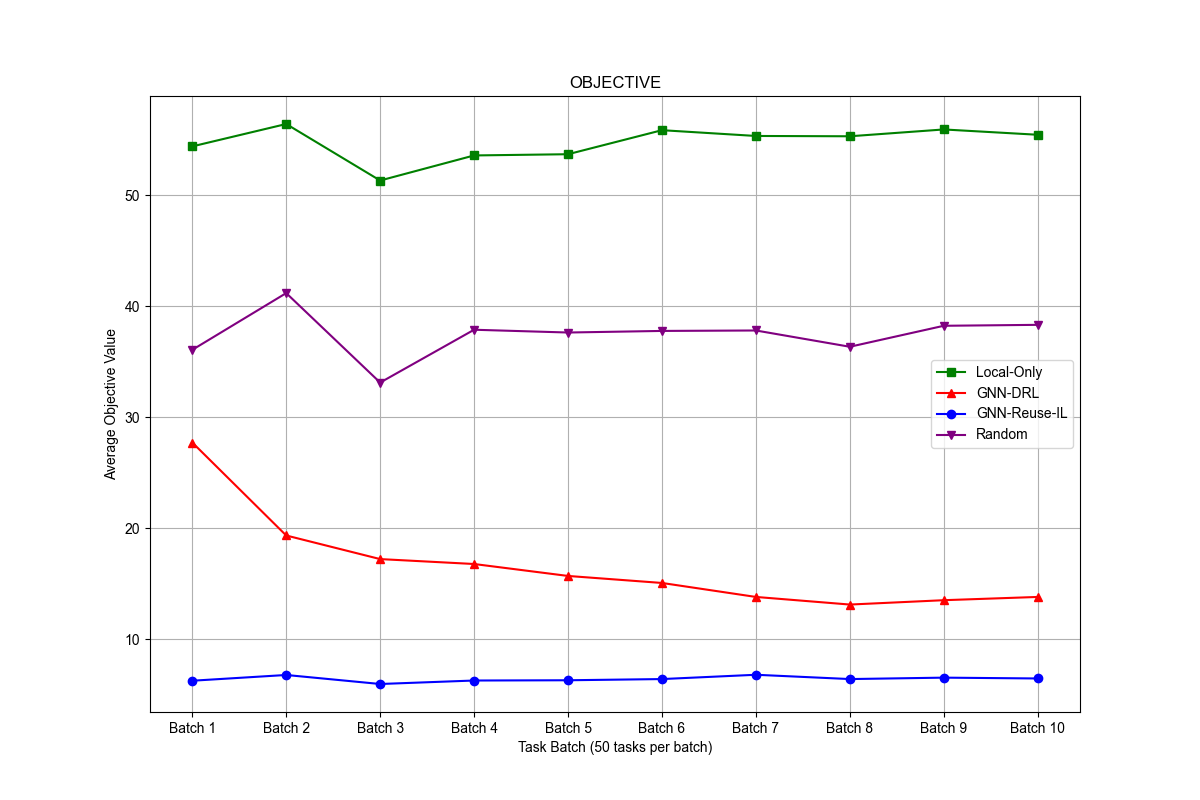 OBJECTIVE
Average Objective Value
50
40
30
20
10
Local-Only
GNN-DRL
GNN-Reuse-IL
Random
Batch 1 Batch 2 Batch 3 Batch 4 Batch 5 Batch 6 Batch 7 Batch 8 Batch 9 Batch 10
Task Batch (50 tasks per batch)